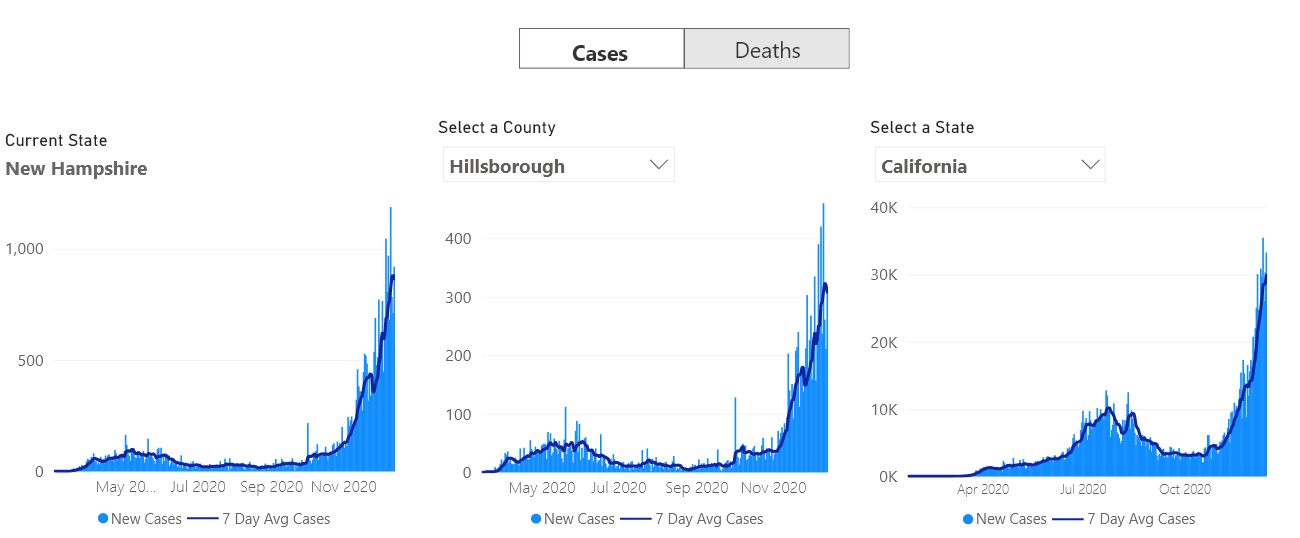 Cases
Deaths
Current State
New Hampshire
1,000
500
0
May 20...
Jul 2020
Sep 2020
Nov 2020
New Cases
7 Day Avg Cases
Select a County
Hillsborough
400
300
200
100
0
May 2020
Jul 2020
Sep 2020
Nov 2020
New Cases
7 Day Avg Cases
Select a State
California
40K
30K
20K
10K
0K
Apr 2020
Jul 2020
Oct 2020
New Cases
7 Day Avg Cases